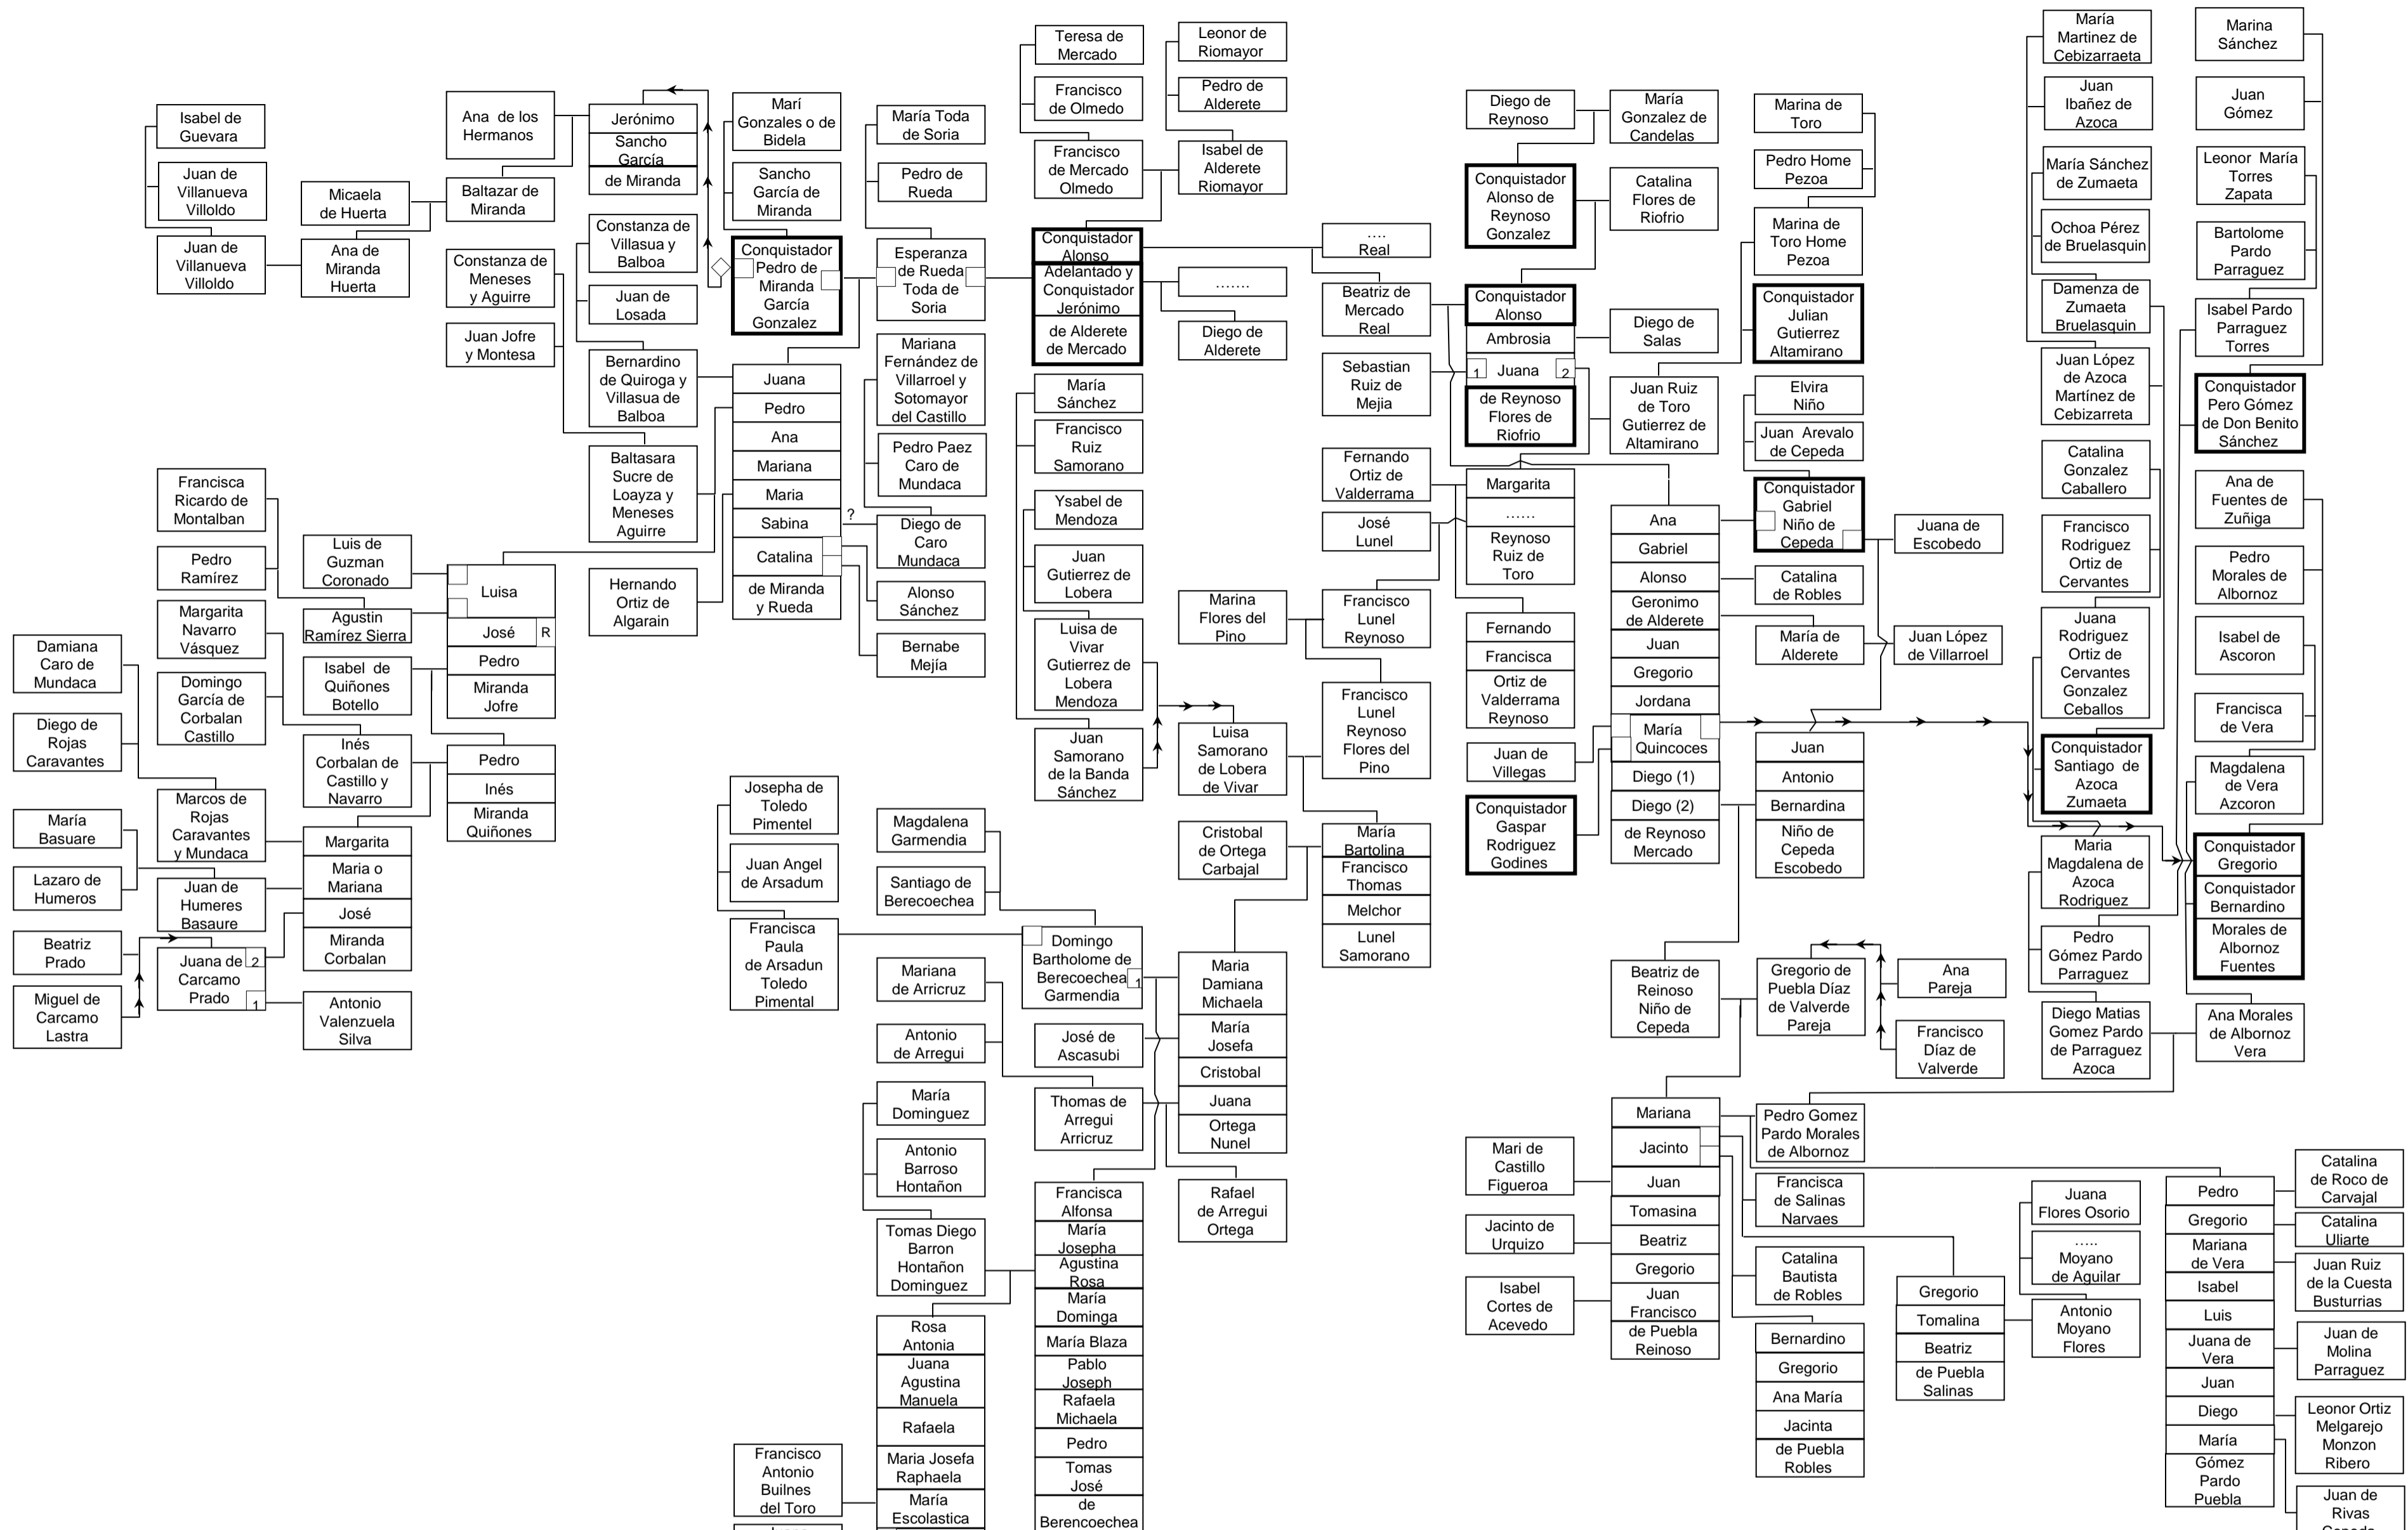 Isabel de
Guevara
Juan de
Villanueva
Villoldo
Juan de
Villanueva
Villoldo
Micaela
de Huerta
Ana de
Miranda
Huerta
Ana de los
Hermanos
Baltazar de
Miranda
Jerónimo
Sancho
García
de Miranda
Constanza de
Meneses
y Aguirre
Juan Jofre
y Montesa
Constanza de
Villasua y
Balboa
Juan de
Losada
Bernardino
de Quiroga y
Villasua de
Balboa
Baltasara
Sucre de
Loayza y
Meneses
Aguirre
Hernando
Ortiz de
Algarain
Marí
Gonzales o de
Bidela
Sancho
García de
Miranda
Conquistador
Pedro de
Miranda
García
Gonzalez
Juana
Pedro
Ana
Mariana
Maria
Sabina
Catalina
de Miranda
y Rueda
?
María Toda
de Soria
Pedro de
Rueda
Esperanza
de Rueda
Toda de
Soria
Mariana
Fernández de
Villarroel y
Sotomayor
del Castillo
Pedro Paez
Caro de
Mundaca
Diego de
Caro
Mundaca
Alonso
Sánchez
Bernabe
Mejía
Francisca
Ricardo de
Montalban
Pedro
Ramírez
Margarita
Navarro
Vásquez
Domingo
García de
Corbalan
Castillo
Luis de
Guzman
Coronado
Agustin
Ramírez Sierra
Isabel de
Quiñones
Botello
Inés
Corbalan de
Castillo y
Navarro
Luisa
José
R
Pedro
Miranda
Jofre
Pedro
Inés
Miranda
Quiñones
Damiana
Caro de
Mundaca
Diego de
Rojas
Caravantes
María
Basuare
Lazaro de
Humeros
Beatriz
Prado
Miguel de
Carcamo
Lastra
Marcos de
Rojas
Caravantes
y Mundaca
Juan de
Humeres
Basaure
Juana de
Carcamo
Prado
2
1
Margarita
Maria o
Mariana
José
Miranda
Corbalan
Antonio
Valenzuela
Silva
Teresa de
Mercado
Francisco
de Olmedo
Francisco
de Mercado
Olmedo
Leonor de
Riomayor
Pedro de
Alderete
Isabel de
Alderete
Riomayor
Conquistador
Alonso
Adelantado y
Conquistador
Jerónimo
de Alderete
de Mercado
…….
Diego de
Alderete
….
Real
Beatriz de
Mercado
Real
Sebastian
Ruiz de
Mejia
Fernando
Ortiz de
Valderrama
José
Lunel
María
Sánchez
Francisco
Ruiz
Samorano
Ysabel de
Mendoza
Juan
Gutierrez de
Lobera
Luisa de
Vivar
Gutierrez de
Lobera
Mendoza
Juan
Samorano
de la Banda
Sánchez
Marina
Flores del
Pino
Francisco
Lunel
Reynoso
Francisco
Lunel
Reynoso
Flores del
Pino
Luisa
Samorano
de Lobera
de Vivar
Cristobal
de Ortega
Carbajal
María
Bartolina
Francisco
Thomas
Melchor
Lunel
Samorano
Josepha de
Toledo
Pimentel
Juan Angel
de Arsadum
Francisca
Paula
de Arsadun
Toledo
Pimental
Magdalena
Garmendia
Santiago de
Berecoechea
Mariana
de Arricruz
Antonio
de Arregui
Domingo
Bartholome de
Berecoechea
Garmendia
1
José de
Ascasubi
Thomas de
Arregui
Arricruz
Maria
Damiana
Michaela
María
Josefa
Cristobal
Juana
Ortega
Nunel
Rafael
de Arregui
Ortega
María
Dominguez
Antonio
Barroso
Hontañon
Tomas Diego
Barron
Hontañon
Dominguez
Francisca
Alfonsa
María
Josepha
Agustina
Rosa
María
Dominga
María Blaza
Pablo
Joseph
Rafaela
Michaela
Pedro
Tomas
José
de
Berencoechea
Rosa
Antonia
Juana
Agustina
Manuela
Rafaela
Maria Josefa
Raphaela
María
Escolastica
Francisco
Antonio
Builnes
del Toro
Diego de
Reynoso
María
Gonzalez de
Candelas
Conquistador
Alonso de
Reynoso
Gonzalez
Catalina
Flores de
Riofrio
Conquistador
Alonso
Ambrosia
1
Juana
2
de Reynoso
Flores de
Riofrio
Diego de
Salas
Juan Ruiz
de Toro
Gutierrez de
Altamirano
Marina de
Toro
Pedro Home
Pezoa
Marina de
Toro Home
Pezoa
Conquistador
Julian
Gutierrez
Altamirano
Elvira
Niño
Juan Arevalo
de Cepeda
Conquistador
Gabriel
Niño de
Cepeda
Juana de
Escobedo
Margarita
……
Reynoso
Ruiz de
Toro
Fernando
Francisca
Ortiz de
Valderrama
Reynoso
Juan de
Villegas
Conquistador
Gaspar
Rodriguez
Godines
Ana
Gabriel
Alonso
Geronimo
de Alderete
Juan
Gregorio
Jordana
María
Quincoces
Diego (1)
Diego (2)
de Reynoso
Mercado
Catalina
de Robles
María de
Alderete
Juan López
de Villarroel
Juan
Antonio
Bernardina
Niño de
Cepeda
Escobedo
Beatriz de
Reinoso
Niño de
Cepeda
Gregorio de
Puebla Díaz
de Valverde
Pareja
Ana
Pareja
Francisco
Díaz de
Valverde
María
Martinez de
Cebizarraeta
Juan
Ibañez de
Azoca
María Sánchez
de Zumaeta
Ochoa Pérez
de Bruelasquin
Damenza de
Zumaeta
Bruelasquin
Juan López
de Azoca
Martínez de
Cebizarreta
Catalina
Gonzalez
Caballero
Francisco
Rodriguez
Ortiz de
Cervantes
Juana
Rodriguez
Ortiz de
Cervantes
Gonzalez
Ceballos
Conquistador
Santiago de
Azoca
Zumaeta
Maria
Magdalena de
Azoca
Rodriguez
Pedro
Gómez Pardo
Parraguez
Diego Matias
Gomez Pardo
de Parraguez
Azoca
Marina
Sánchez
Juan
Gómez
Leonor María
Torres
Zapata
Bartolome
Pardo
Parraguez
Isabel Pardo
Parraguez
Torres
Conquistador
Pero Gómez
de Don Benito
Sánchez
Ana de
Fuentes de
Zuñiga
Pedro
Morales de
Albornoz
Isabel de
Ascoron
Francisca
de Vera
Magdalena
de Vera
Azcoron
Conquistador
Gregorio
Conquistador
Bernardino
Morales de
Albornoz
Fuentes
Ana Morales
de Albornoz
Vera
Mari de
Castillo
Figueroa
Jacinto de
Urquizo
Isabel
Cortes de
Acevedo
Mariana
Jacinto
Juan
Tomasina
Beatriz
Gregorio
Juan
Francisco
de Puebla
Reinoso
Pedro Gomez
Pardo Morales
de Albornoz
Francisca
de Salinas
Narvaes
Catalina
Bautista
de Robles
Bernardino
Gregorio
Ana María
Jacinta
de Puebla
Robles
Gregorio
Tomalina
Beatriz
de Puebla
Salinas
Juana
Flores Osorio
…..
Moyano
de Aguilar
Antonio
Moyano
Flores
Pedro
Gregorio
Mariana
de Vera
Isabel
Luis
Juana de
Vera
Juan
Diego
María
Gómez
Pardo
Puebla
Catalina
de Roco de
Carvajal
Catalina
Uliarte
Juan Ruiz
de la Cuesta
Busturrias
Juan de
Molina
Parraguez
Leonor Ortiz
Melgarejo
Monzon
Ribero
Juan de
Rivas